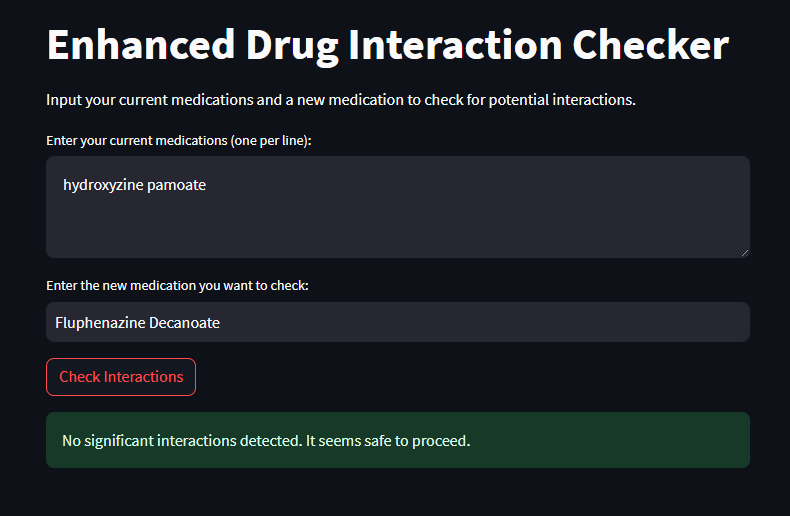 Enhanced Drug Interaction Checker
Input your current medications and a new medication to check for potential interactions.
Enter your current medications (one per line):
hydroxyzine pamoate
Enter the new medication you want to check:
Fluphenazine Decanoate
Check Interactions
No significant interactions detected. It seems safe to proceed.